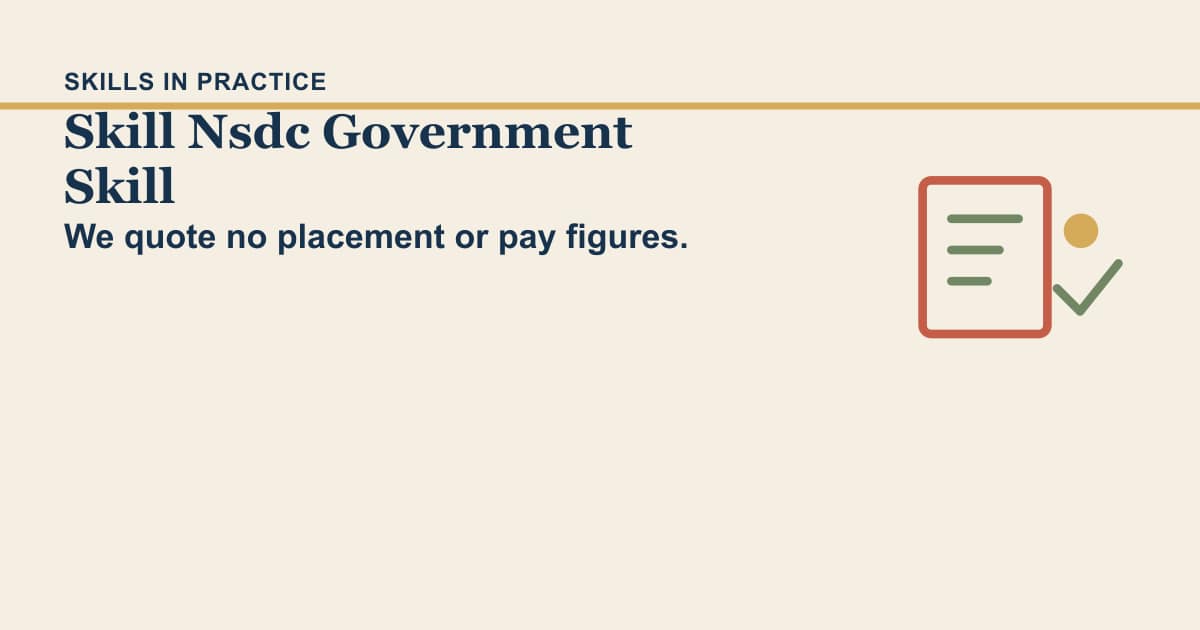 SKILLS IN PRACTICE
Skill Nsdc Government
Skill
We quote no placement or pay figures.